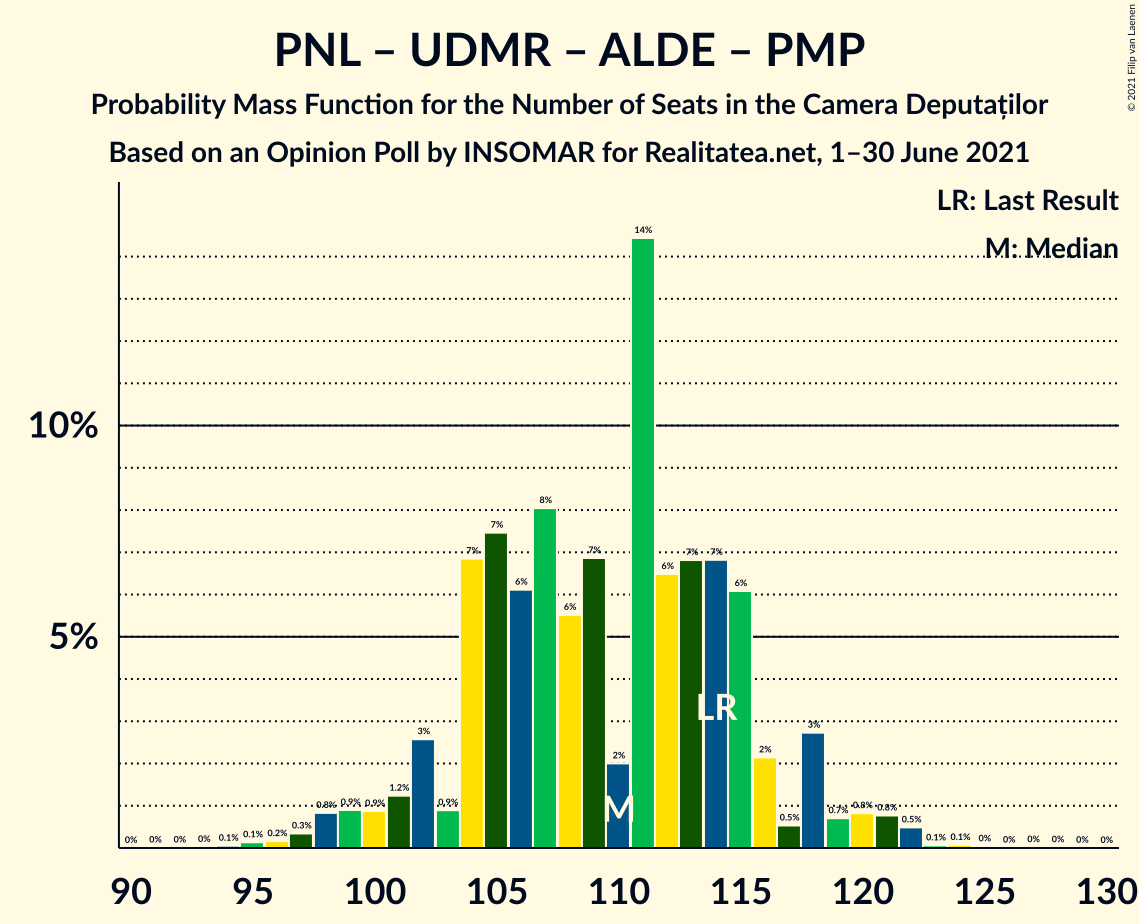 PNL – UDMR – ALDE – PMP
Probability Mass Function for the Number of Seats in the Camera Deputaților
Based on an Opinion Poll by INSOMAR for Realitatea.net, 1–30 June 2021
© 2021 Filip van Laenen
LR: Last Result
M: Median
10%
5%
0% 0% 0% 0% 0.1% 0.1% 0.2% 0.3% 0.8% 0.9% 0.9% 1.2% 3% 0.9% 7% 7% 6% 8% 6% 7% 2% 14% 6% 7% 7% 6% 2% 0.5% 3% 0.7% 0.8% 0.8% 0.5% 0.1% 0.1% 0% 0% 0% 0% 0% 0%
LR
M
90 95 100 105 110 115 120 125 130